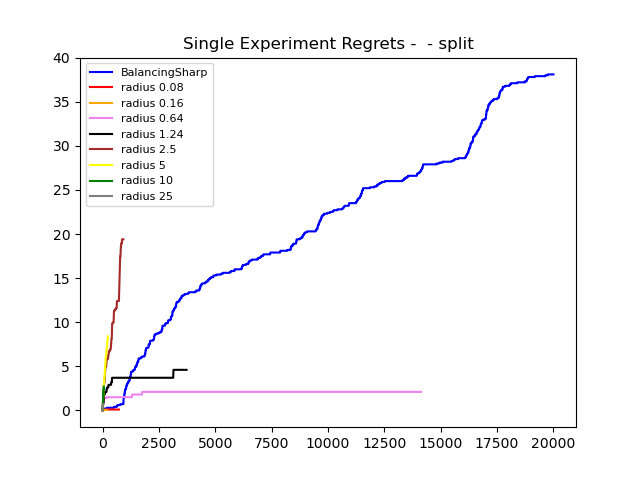 Single Experiment Regrets -  - split
40
35
30
25
20
15
10
5
0
BalancingSharp
radius 0.08
radius 0.16
radius 0.64
radius 1.24
radius 2.5
radius 5
radius 10
radius 25
0 2500 5000 7500 10000 12500 15000 17500 20000